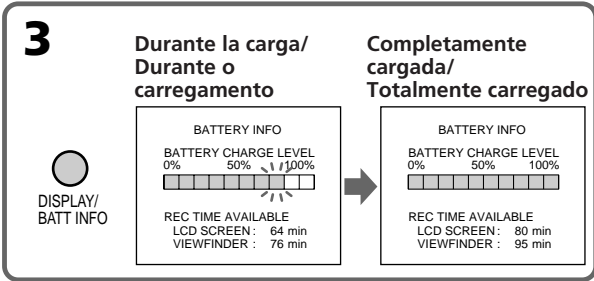 3
Durante la carga/
Durante o
carregamento
BATTERY INFO
BATTERY CHARGE LEVEL
0% 50% 100%
REC TIME AVAILABLE
LCD SCREEN : 64 min
VIEWFINDER : 76 min
DISPLAY/
BATT INFO
Completamente
cargada/
Totalmente carregado
BATTERY INFO
BATTERY CHARGE LEVEL
0% 50% 100%
REC TIME AVAILABLE
LCD SCREEN : 80 min
VIEWFINDER : 95 min